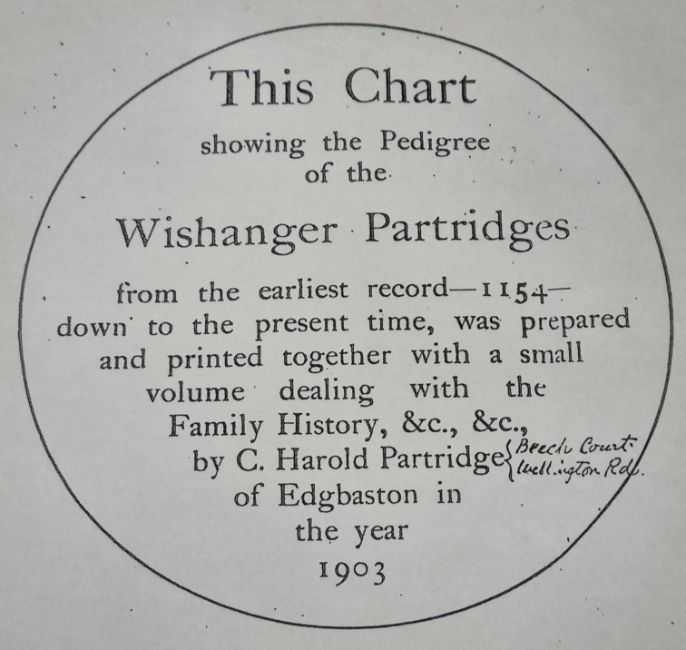 This Chart
showing the Pedigree
of the
Wishanger Partridges
from the earliest record—1154—
down to the present time, was prepared
and printed together with a small
volume dealing with the
Family History, &c., &c.,
by C. Harold Partridge { Beech Court.
Wellington Rd.
of Edgbaston in
the year
1903